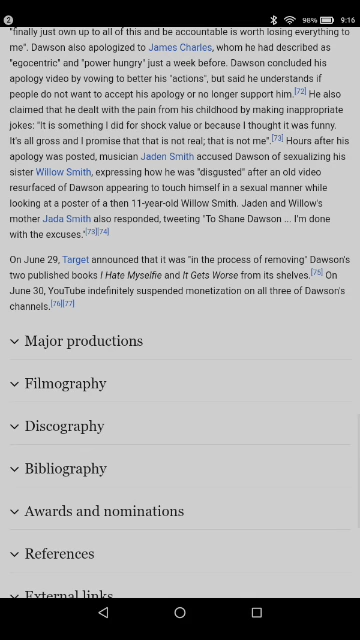 2
98% 9:16
"finally just own up to all of this and be accountable is worth losing everything to
me". Dawson also apologized to James Charles, whom he had described as
"egocentric" and "power hungry" just a week before. Dawson concluded his
apology video by vowing to better his "actions", but said he understands if
people do not want to accept his apology or no longer support him.[72] He also
claimed that he dealt with the pain from his childhood by making inappropriate
jokes: "It is something I did for shock value or because I thought it was funny.
It's all gross and I promise that that is not real; that is not me".[73] Hours after his
apology was posted, musician Jaden Smith accused Dawson of sexualizing his
sister Willow Smith, expressing how he was "disgusted" after an old video
resurfaced of Dawson appearing to touch himself in a sexual manner while
looking at a poster of a then 11-year-old Willow Smith. Jaden and Willow's
mother Jada Smith also responded, tweeting "To Shane Dawson ... I'm done
with the excuses."[73][74]
On June 29, Target announced that it was "in the process of removing" Dawson's
two published books I Hate Myselfie and It Gets Worse from its shelves.[75] On
June 30, YouTube indefinitely suspended monetization on all three of Dawson's
channels.[76][77]
Major productions
Filmography
Discography
Bibliography
Awards and nominations
References
External links